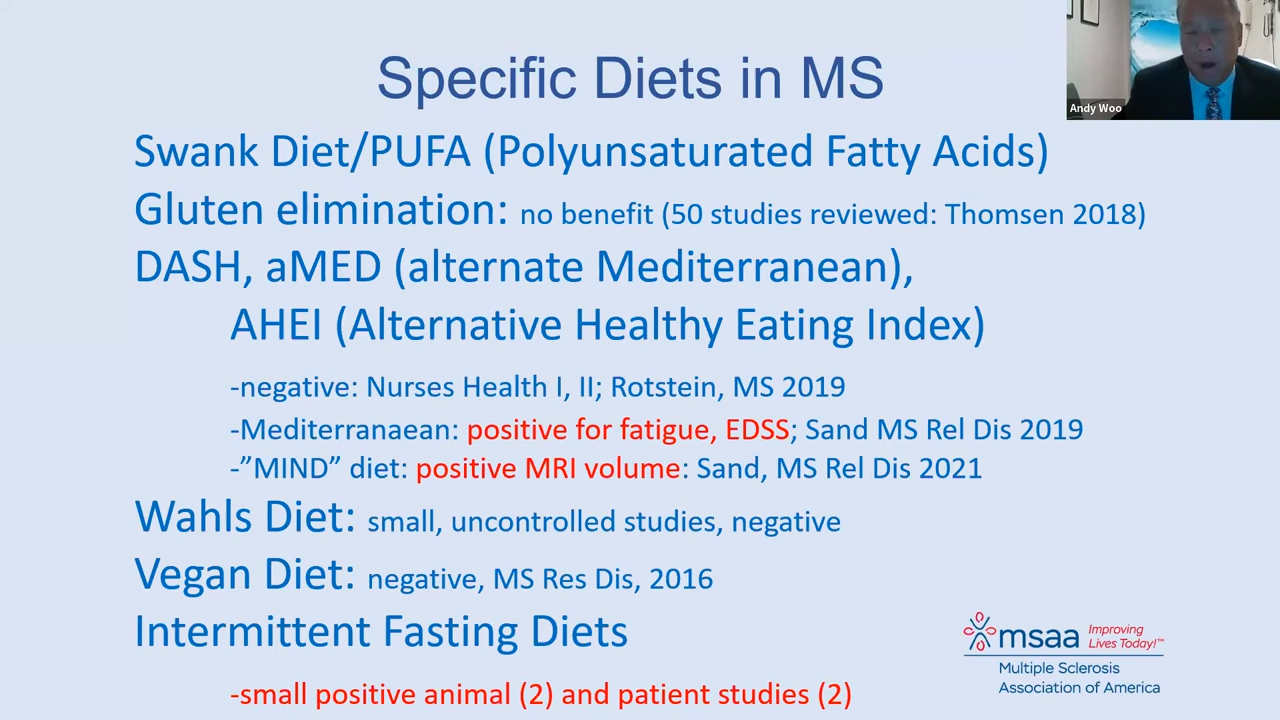 Specific Diets in MS
Andy Woo
Swank Diet/PUFA (Polyunsaturated Fatty Acids)
Gluten elimination: no benefit (50 studies reviewed: Thomsen 2018)
DASH, aMED (alternate Mediterranean),
AHEI (Alternative Healthy Eating Index)
-negative: Nurses Health I, II; Rotstein, MS 2019
-Mediterranaean: positive for fatigue, EDSS; Sand MS Rel Dis 2019
-”MIND” diet: positive MRI volume: Sand, MS Rel Dis 2021
Wahls Diet: small, uncontrolled studies, negative
Vegan Diet: negative, MS Res Dis, 2016
Intermittent Fasting Diets
-small positive animal (2) and patient studies (2)
msaa
Improving
Lives Today!™
Multiple Sclerosis
Association of America